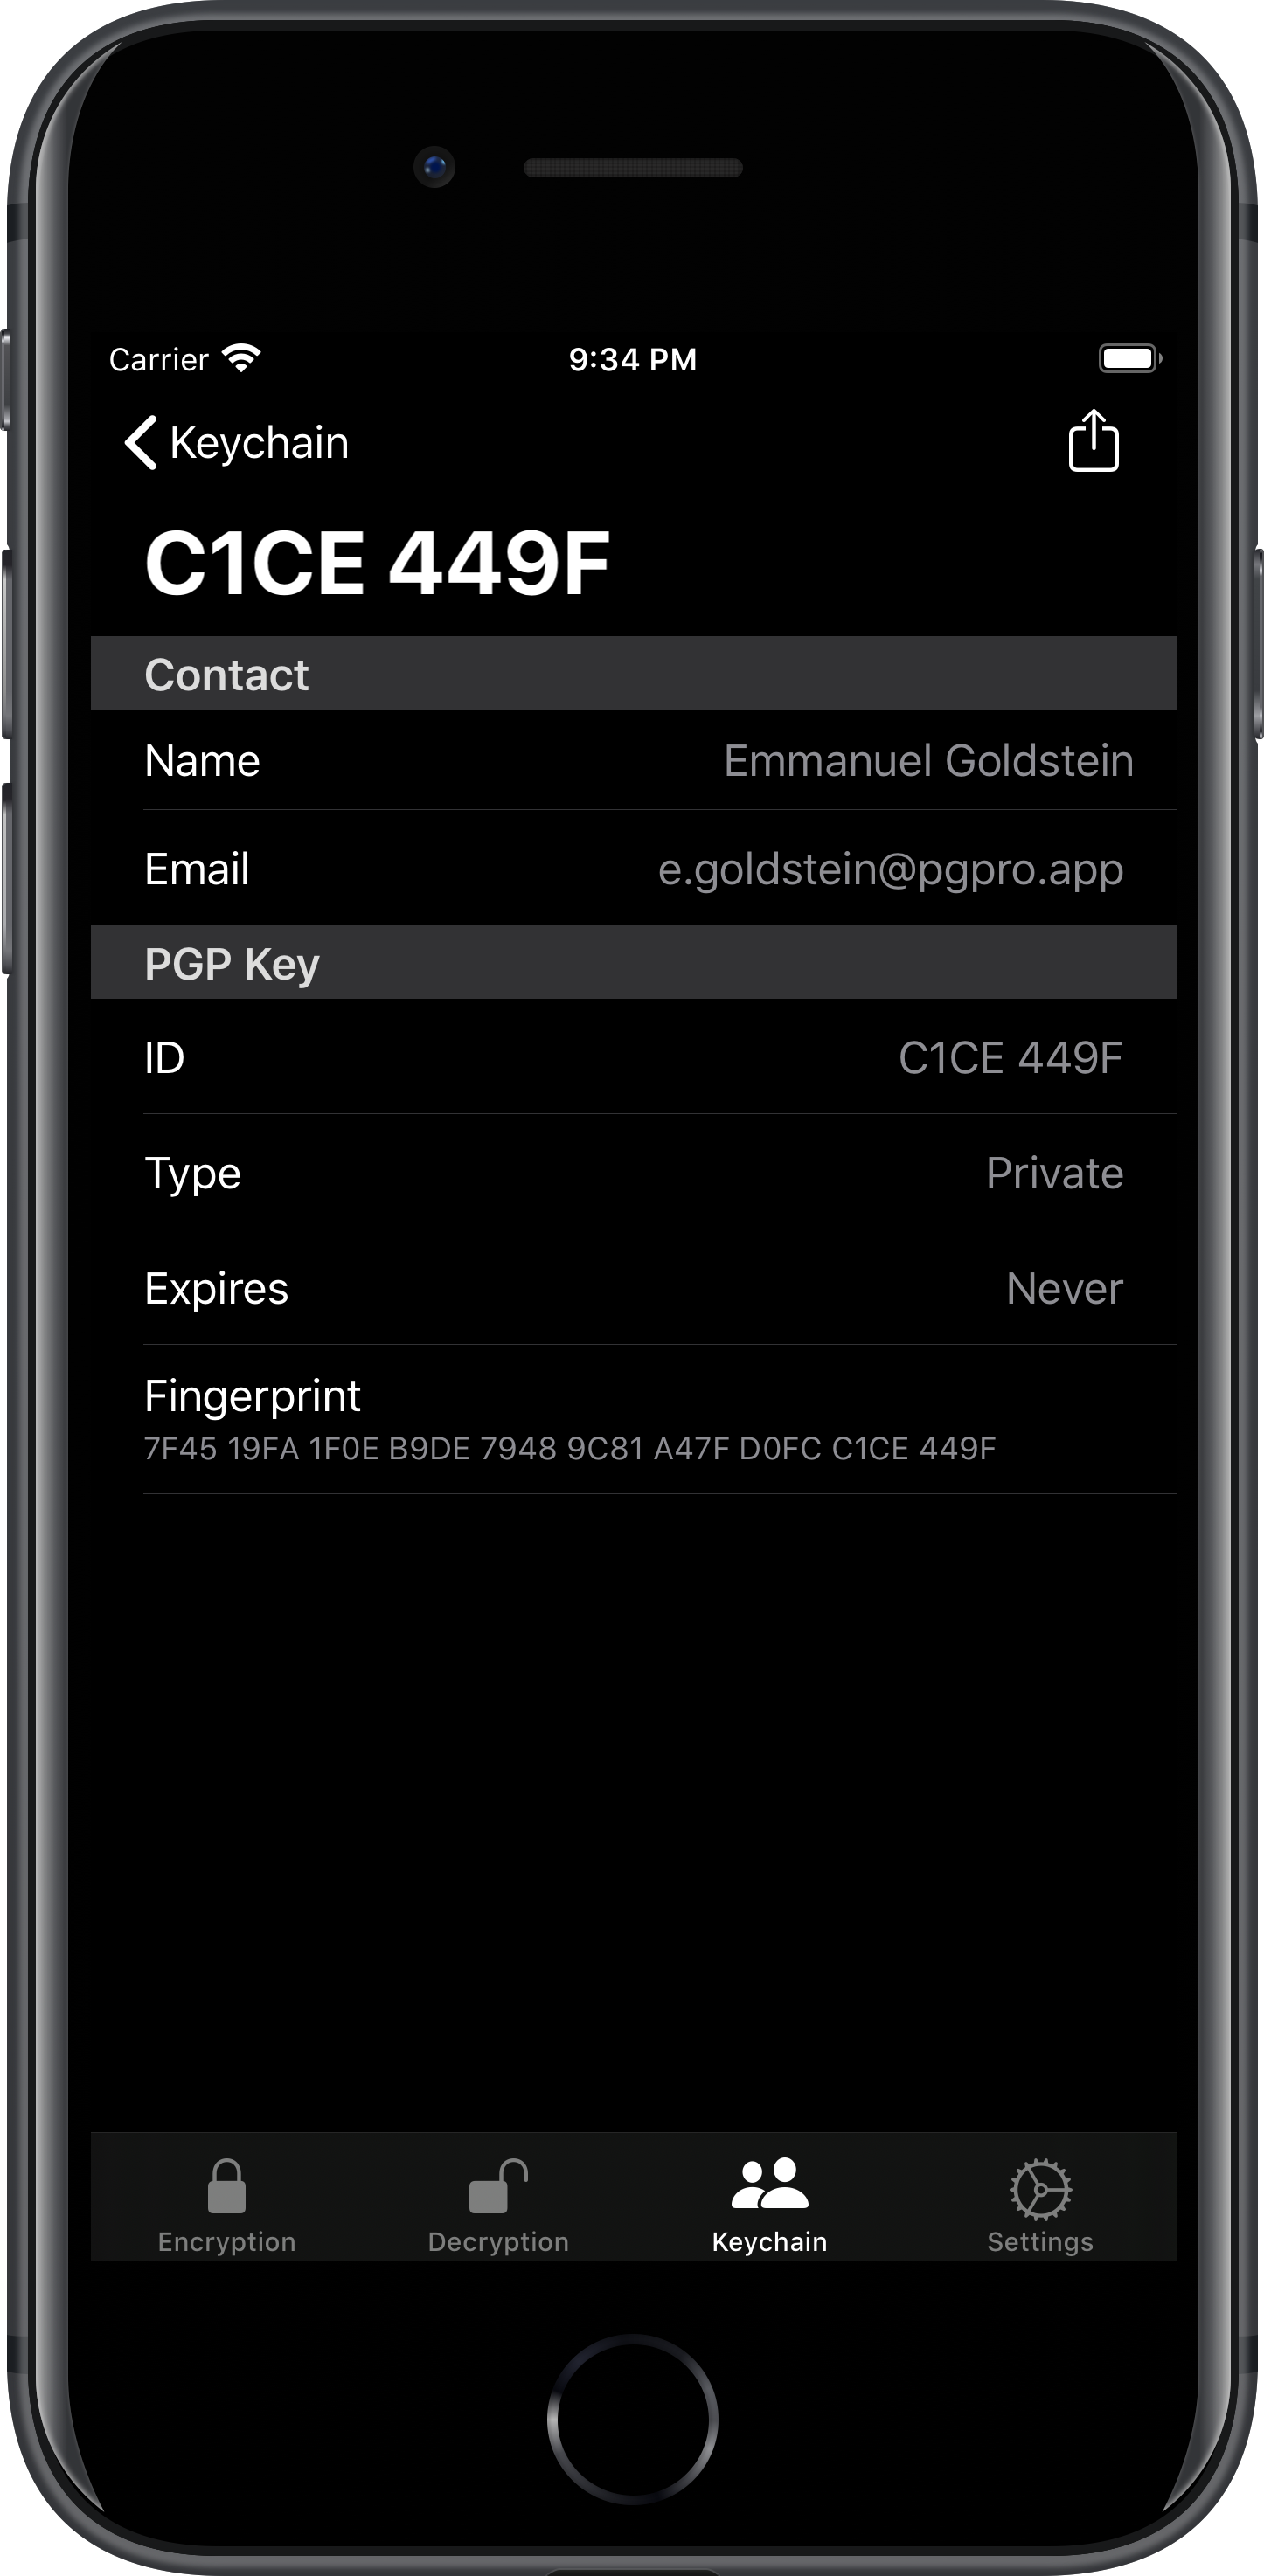 Carrier 9:34 PM
Keychain
C1CE 449F
Contact
Name Emmanuel Goldstein
Email e.goldstein@pgpro.app
PGP Key
ID C1CE 449F
Type Private
Expires Never
Fingerprint
7F45 19FA 1F0E B9DE 7948 9C81 A47F D0FC C1CE 449F
Encryption Decryption Keychain Settings